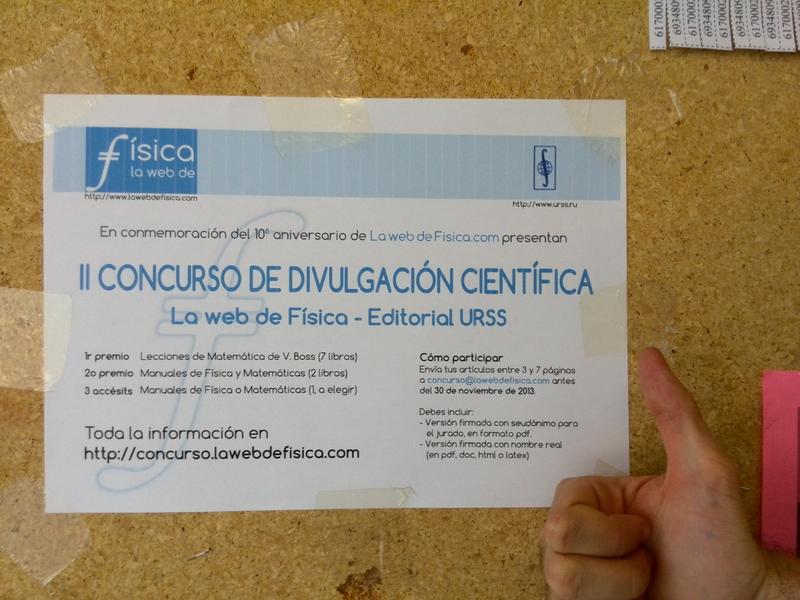 física
la web de
http://www.lawebdefisica.com
http://www.urss.ru
En conmemoración del 10º aniversario de La web de Fisica.com presentan
II CONCURSO DE DIVULGACIÓN CIENTÍFICA
La web de Física - Editorial URSS
1r premio Lecciones de Matemática de V. Boss (7 libros)
2o premio Manuales de Física y Matemáticas (2 libros)
3 accésits Manuales de Física o Matemáticas (1, a elegir)
Toda la información en
http://concurso.lawebdefisica.com
Cómo participar
Envía tus artículos entre 3 y 7 páginas
a concurso@lawebdefisica.com antes
del 30 de noviembre de 2013.
Debes incluir:
- Versión firmada con seudónimo para
el jurado, en formato pdf.
- Versión firmada con nombre real
(en pdf, doc, html o latex)